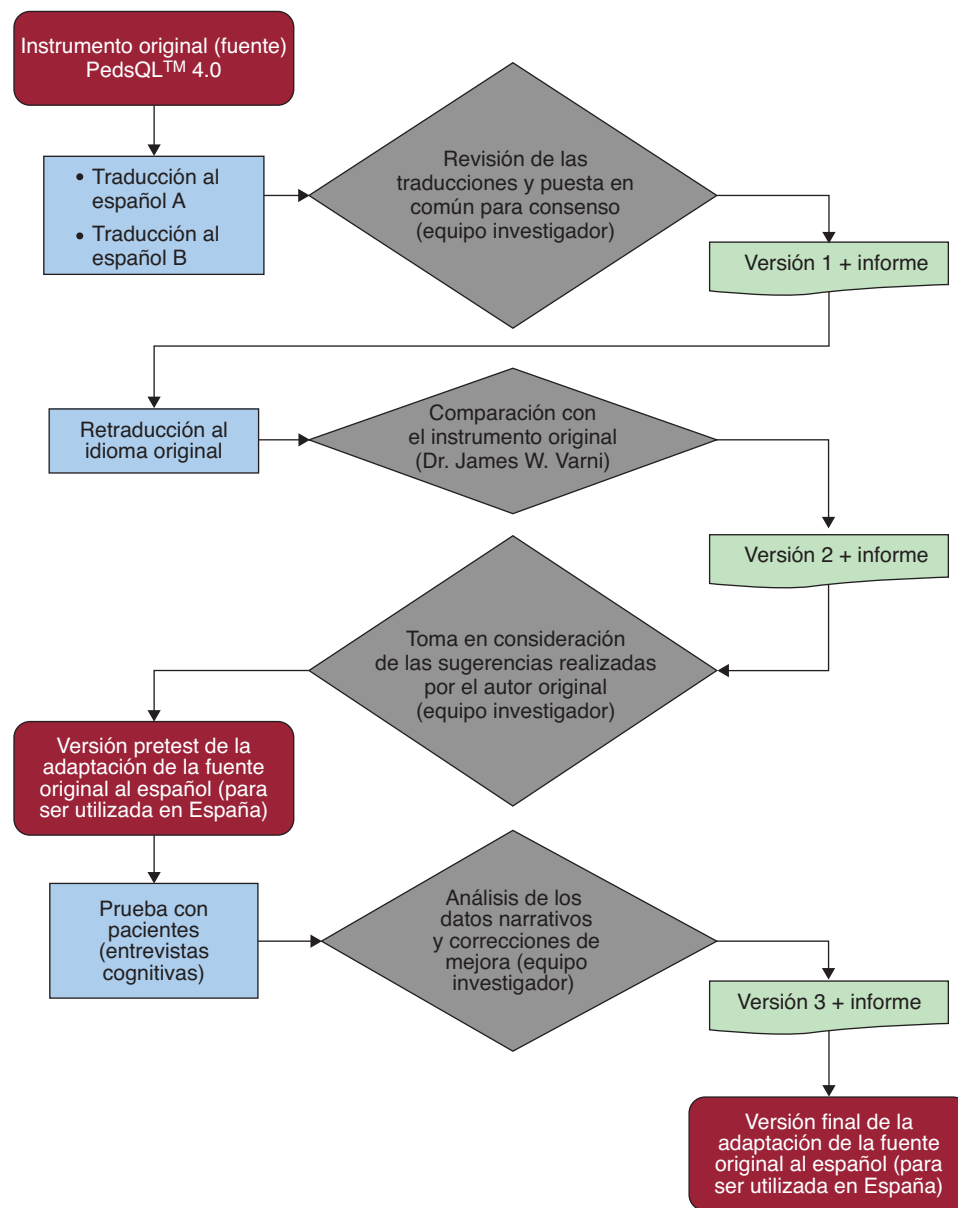 Instrumento original (fuente)
PedsQL™ 4.0
• Traducción al
español A
• Traducción al
español B
Revisión de las
traducciones y puesta en
común para consenso
(equipo investigador)
Versión 1 + informe
Retraducción al
idioma original
Comparación con
el instrumento original
(Dr. James W. Varni)
Versión 2 + informe
Toma en consideración
de las sugerencias realizadas
por el autor original
(equipo investigador)
Versión pretest de la
adaptación de la fuente
original al español (para
ser utilizada en España)
Prueba con
pacientes
(entrevistas
cognitivas)
Análisis de los
datos narrativos
y correcciones de
mejora (equipo
investigador)
Versión 3 + informe
Versión final de la
adaptación de la fuente
original al español (para
ser utilizada en España)